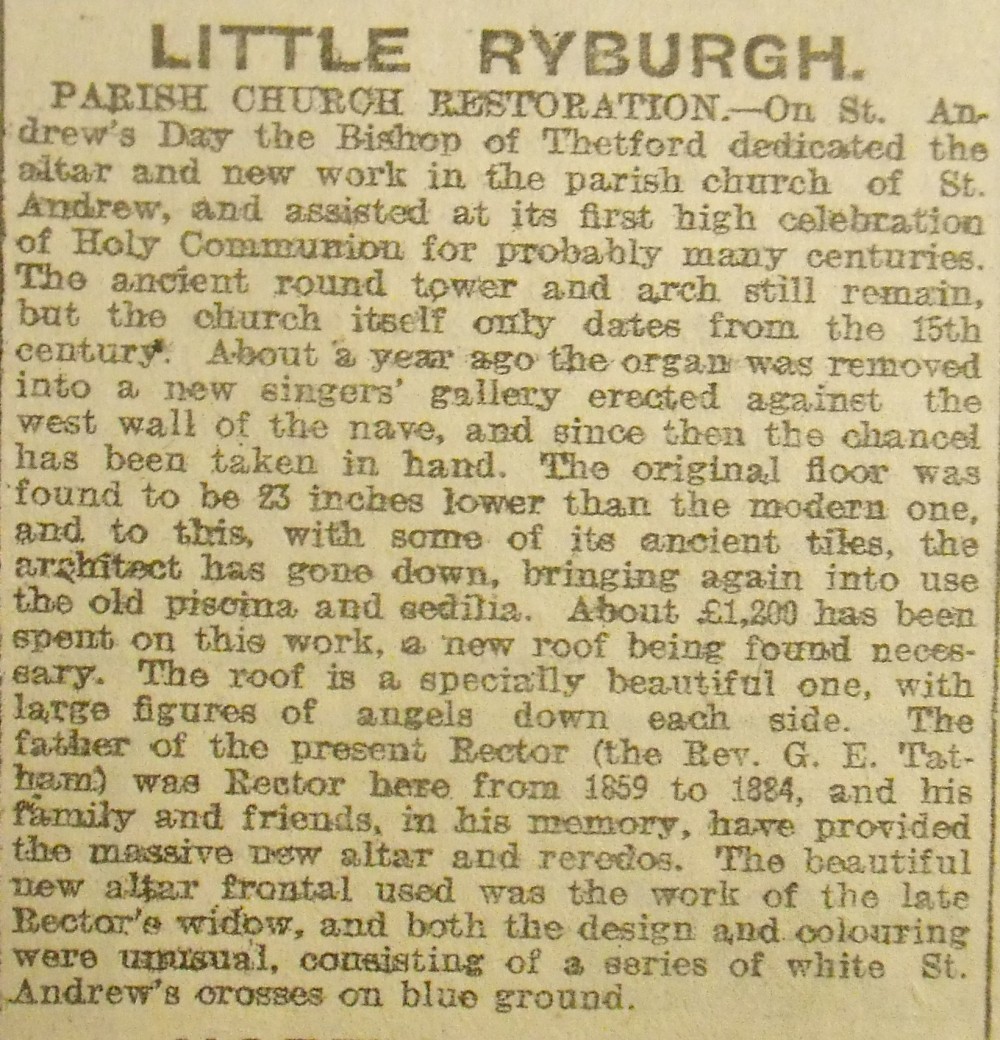 LITTLE RYBURGH.
PARISH CHURCH RESTORATION.—On St. An-
drew's Day the Bishop of Thetford dedicated the
altar and new work in the parish church of St.
Andrew, and assisted at its first high celebration
of Holy Communion for probably many centuries.
The ancient round tower and arch still remain,
but the church itself only dates from the 15th
century. About a year ago the organ was removed
into a new singers' gallery erected against the
west wall of the nave, and since then the chancel
has been taken in hand. The original floor was
found to be 23 inches lower than the modern one,
and to this, with some of its ancient tiles, the
architect has gone down, bringing again into use
the old piscina and sedilia. About £1,200 has been
spent on this work, a new roof being found neces-
sary. The roof is a specially beautiful one, with
large figures of angels down each side. The
father of the present Rector (the Rev. G. E. Tat-
ham) was Rector here from 1859 to 1884, and his
family and friends, in his memory, have provided
the massive new altar and reredos. The beautiful
new altar frontal used was the work of the late
Rector's widow, and both the design and colouring
were unusual, consisting of a series of white St.
Andrew's crosses on blue ground.